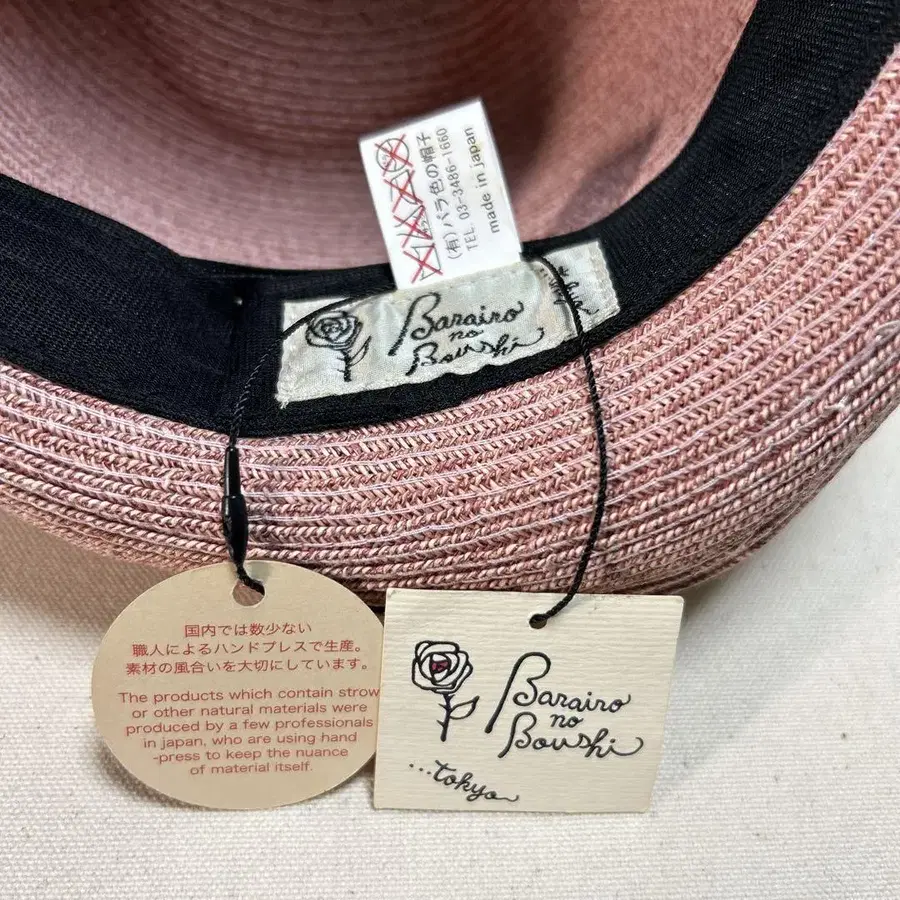 (有)バラ色の帽子
TEL. 03-3486-1660
made in japan
Barairo
no
Boushi
...tokyo
国内では数少ない
職人によるハンドプレスで生産。
素材の風合いを大切にしています。
The products which contain strow
or other natural materials were
produced by a few professionals
in japan, who are using hand
-press to keep the nuance
of material itself.
Barairo
no
Boushi
...tokyo